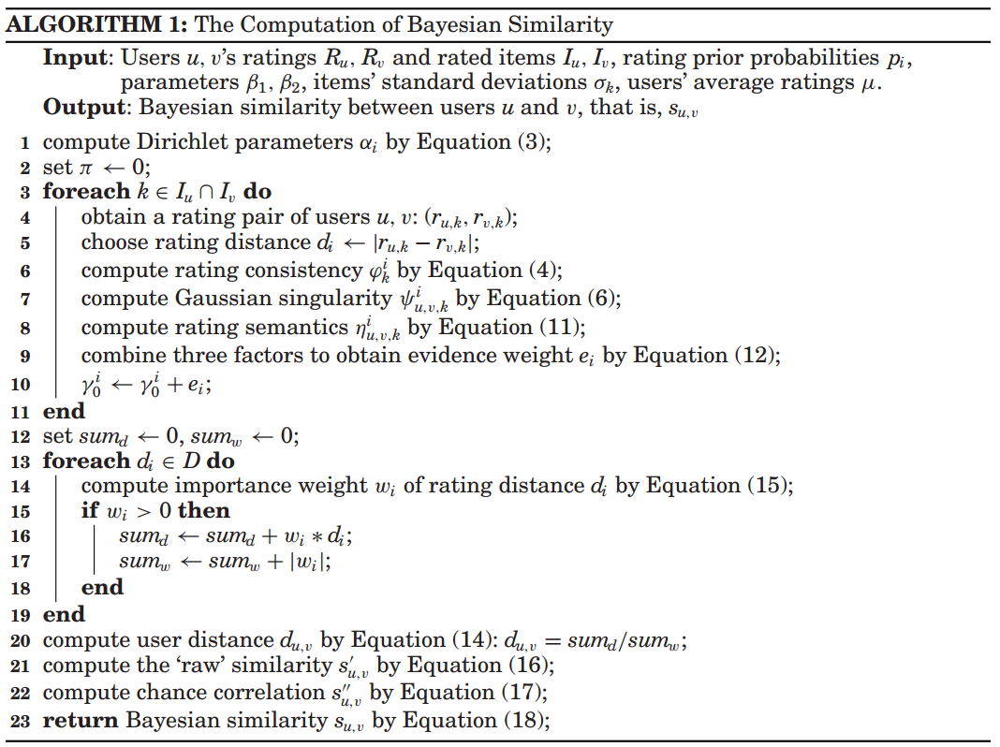 ALGORITHM 1: The Computation of Bayesian Similarity
Input: Users u, v's ratings R_u, R_v and rated items I_u, I_v, rating prior probabilities p_i,
parameters β_1, β_2, items' standard deviations σ_k, users' average ratings μ.
Output: Bayesian similarity between users u and v, that is, s_{u,v}
1 compute Dirichlet parameters α_i by Equation (3);
2 set π ← 0;
3 foreach k ∈ I_u ∩ I_v do
4 obtain a rating pair of users u, v: (r_{u,k}, r_{v,k});
5 choose rating distance d_i ← |r_{u,k} − r_{v,k}|;
6 compute rating consistency φ_k^i by Equation (4);
7 compute Gaussian singularity ψ_{u,v,k}^i by Equation (6);
8 compute rating semantics η_{u,v,k}^i by Equation (11);
9 combine three factors to obtain evidence weight e_i by Equation (12);
10 γ_0^i ← γ_0^i + e_i;
11 end
12 set sum_d ← 0, sum_w ← 0;
13 foreach d_i ∈ D do
14 compute importance weight w_i of rating distance d_i by Equation (15);
15 if w_i > 0 then
16 sum_d ← sum_d + w_i * d_i;
17 sum_w ← sum_w + |w_i|;
18 end
19 end
20 compute user distance d_{u,v} by Equation (14): d_{u,v} = sum_d/sum_w;
21 compute the 'raw' similarity s′_{u,v} by Equation (16);
22 compute chance correlation s″_{u,v} by Equation (17);
23 return Bayesian similarity s_{u,v} by Equation (18);